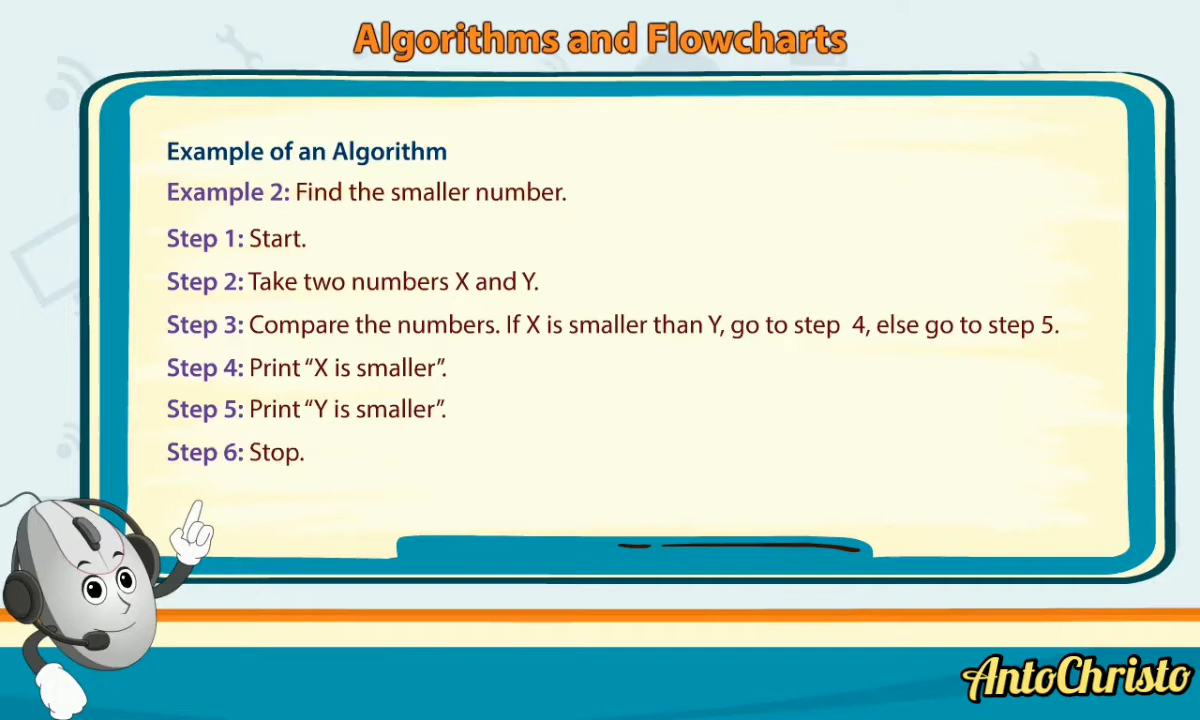 Algorithms and Flowcharts
Example of an Algorithm
Example 2: Find the smaller number.
Step 1: Start.
Step 2: Take two numbers X and Y.
Step 3: Compare the numbers. If X is smaller than Y, go to step 4, else go to step 5.
Step 4: Print “X is smaller”.
Step 5: Print “Y is smaller”.
Step 6: Stop.
AntoChristo